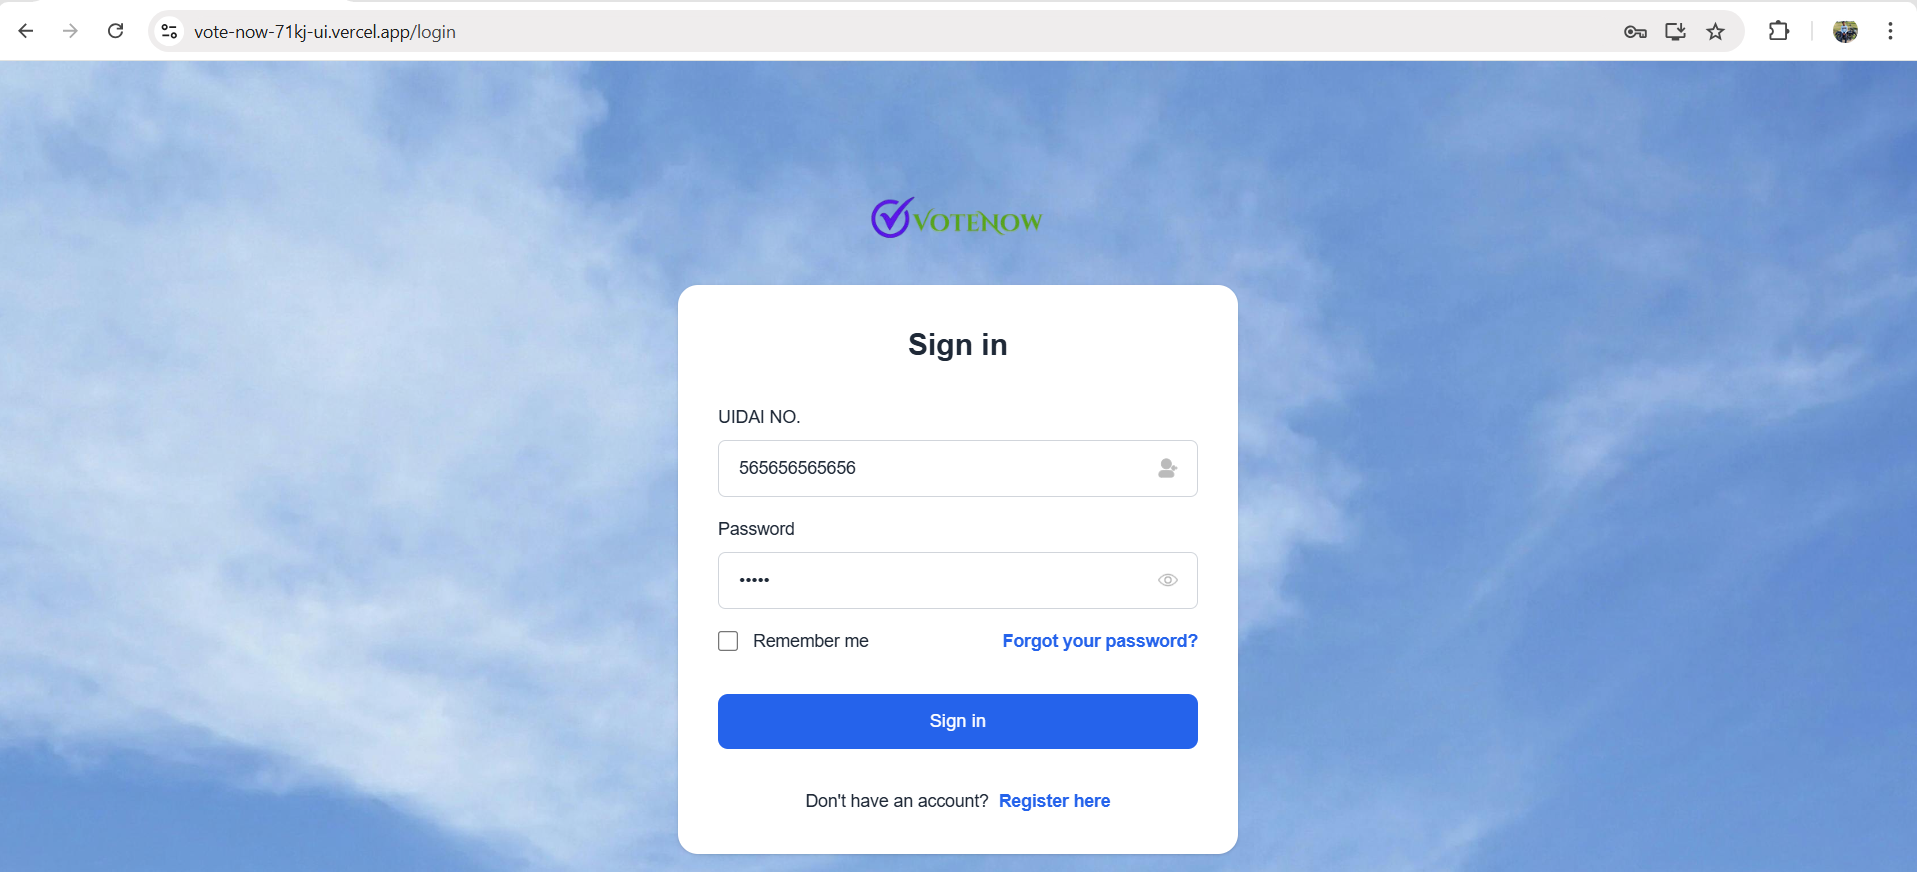 vote-now-71kj-ui.vercel.app/login
VOTENOW
Sign in
UIDAI NO.
565656565656
Password
•••••
Remember me Forgot your password?
Sign in
Don't have an account? Register here